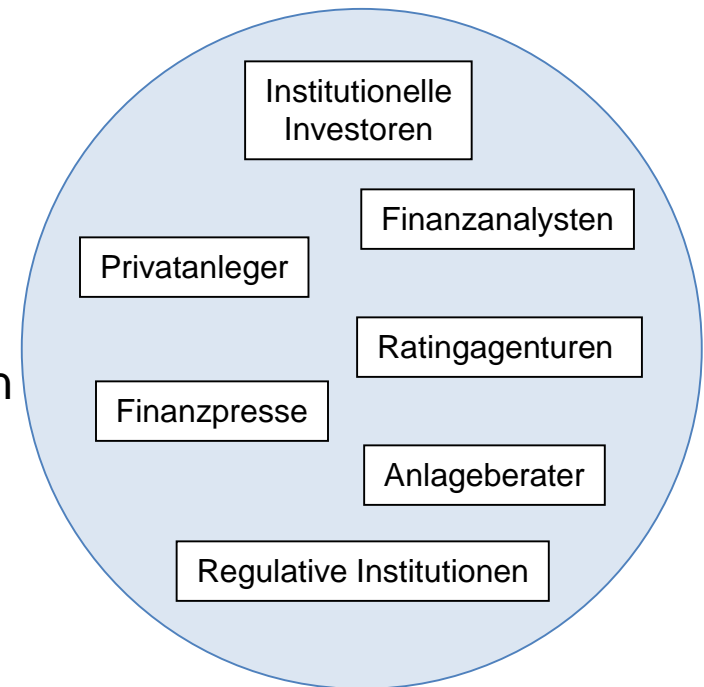 Institutionelle
Investoren
Finanzanalysten
Privatanleger
Ratingagenturen
Finanzpresse
Anlageberater
Regulative Institutionen